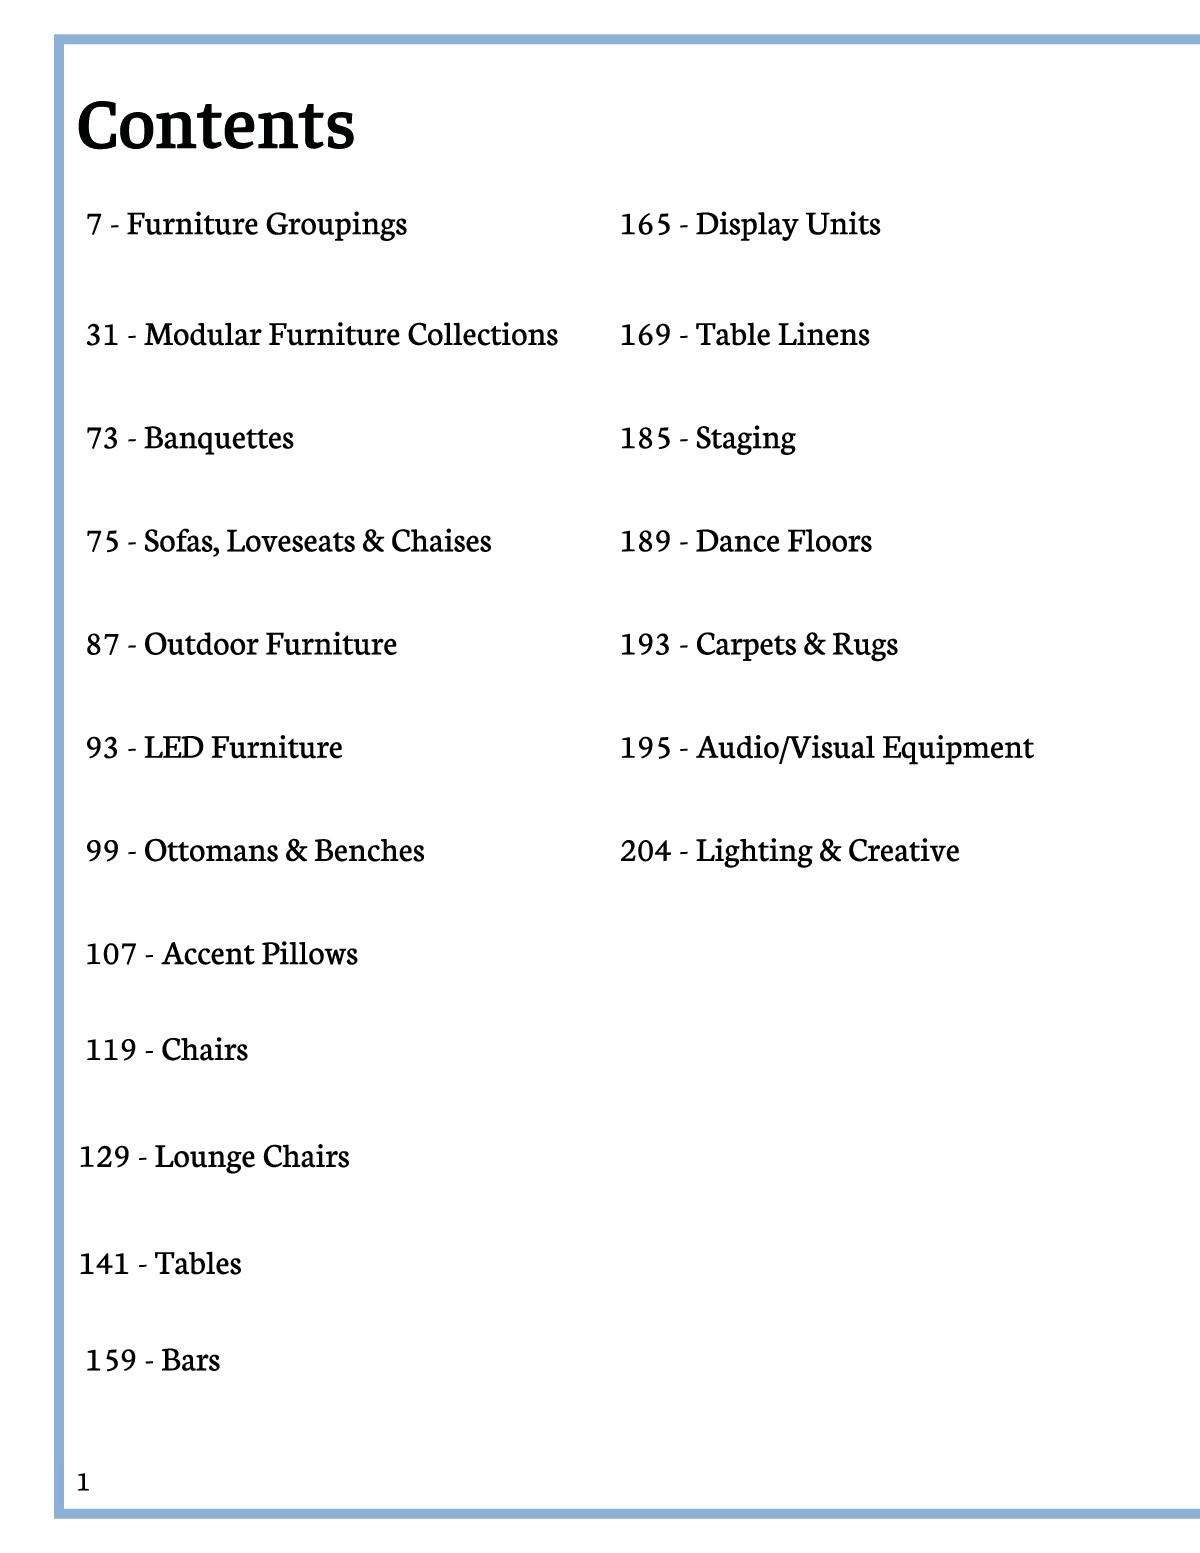 Contents
7 - Furniture Groupings
31 - Modular Furniture Collections
73 - Banquettes
75 - Sofas, Loveseats & Chaises
87 - Outdoor Furniture
93 - LED Furniture
99 - Ottomans & Benches
107 - Accent Pillows
119 - Chairs
129 - Lounge Chairs
141 - Tables
159 - Bars
165 - Display Units
169 - Table Linens
185 - Staging
189 - Dance Floors
193 - Carpets & Rugs
195 - Audio/Visual Equipment
204 - Lighting & Creative
1